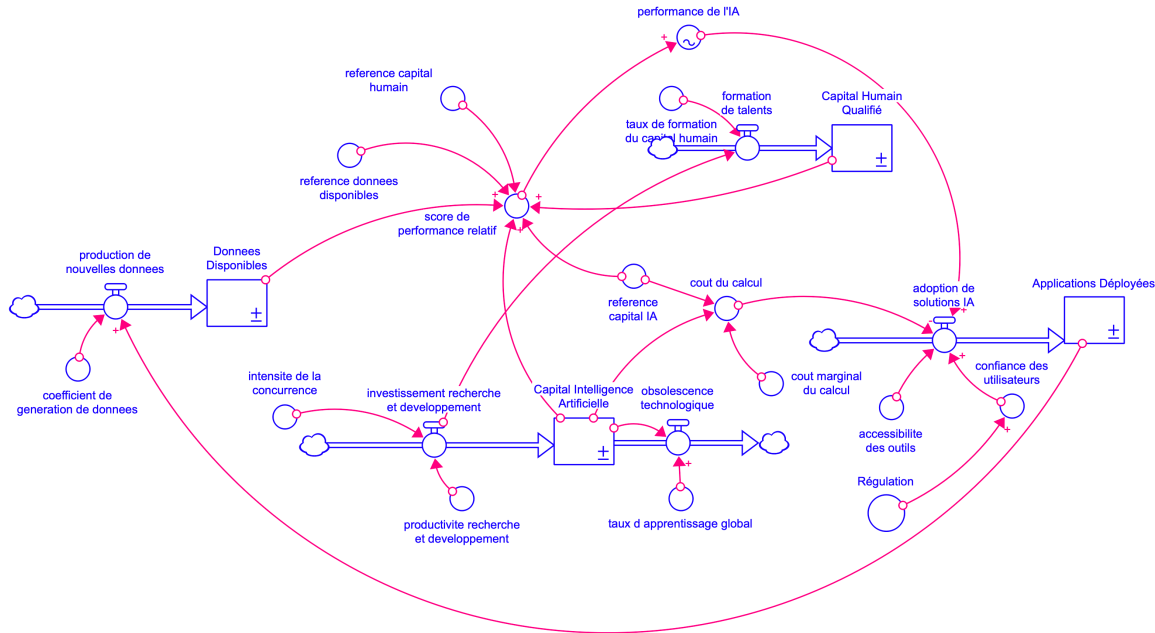 performance de l'IA
reference capital
humain
formation
de talents
Capital Humain
Qualifié
taux de formation
du capital humain
reference donnees
disponibles
score de
performance relatif
production de
nouvelles donnees
Donnees
Disponibles
reference
capital IA
cout du calcul
adoption de
solutions IA
Applications Déployées
coefficient de
generation de donnees
intensite de la
concurrence
investissement recherche
et developpement
Capital Intelligence
Artificielle
obsolescence
technologique
cout marginal
du calcul
confiance des
utilisateurs
accessibilite
des outils
Régulation
productivite recherche
et developpement
taux d apprentissage global